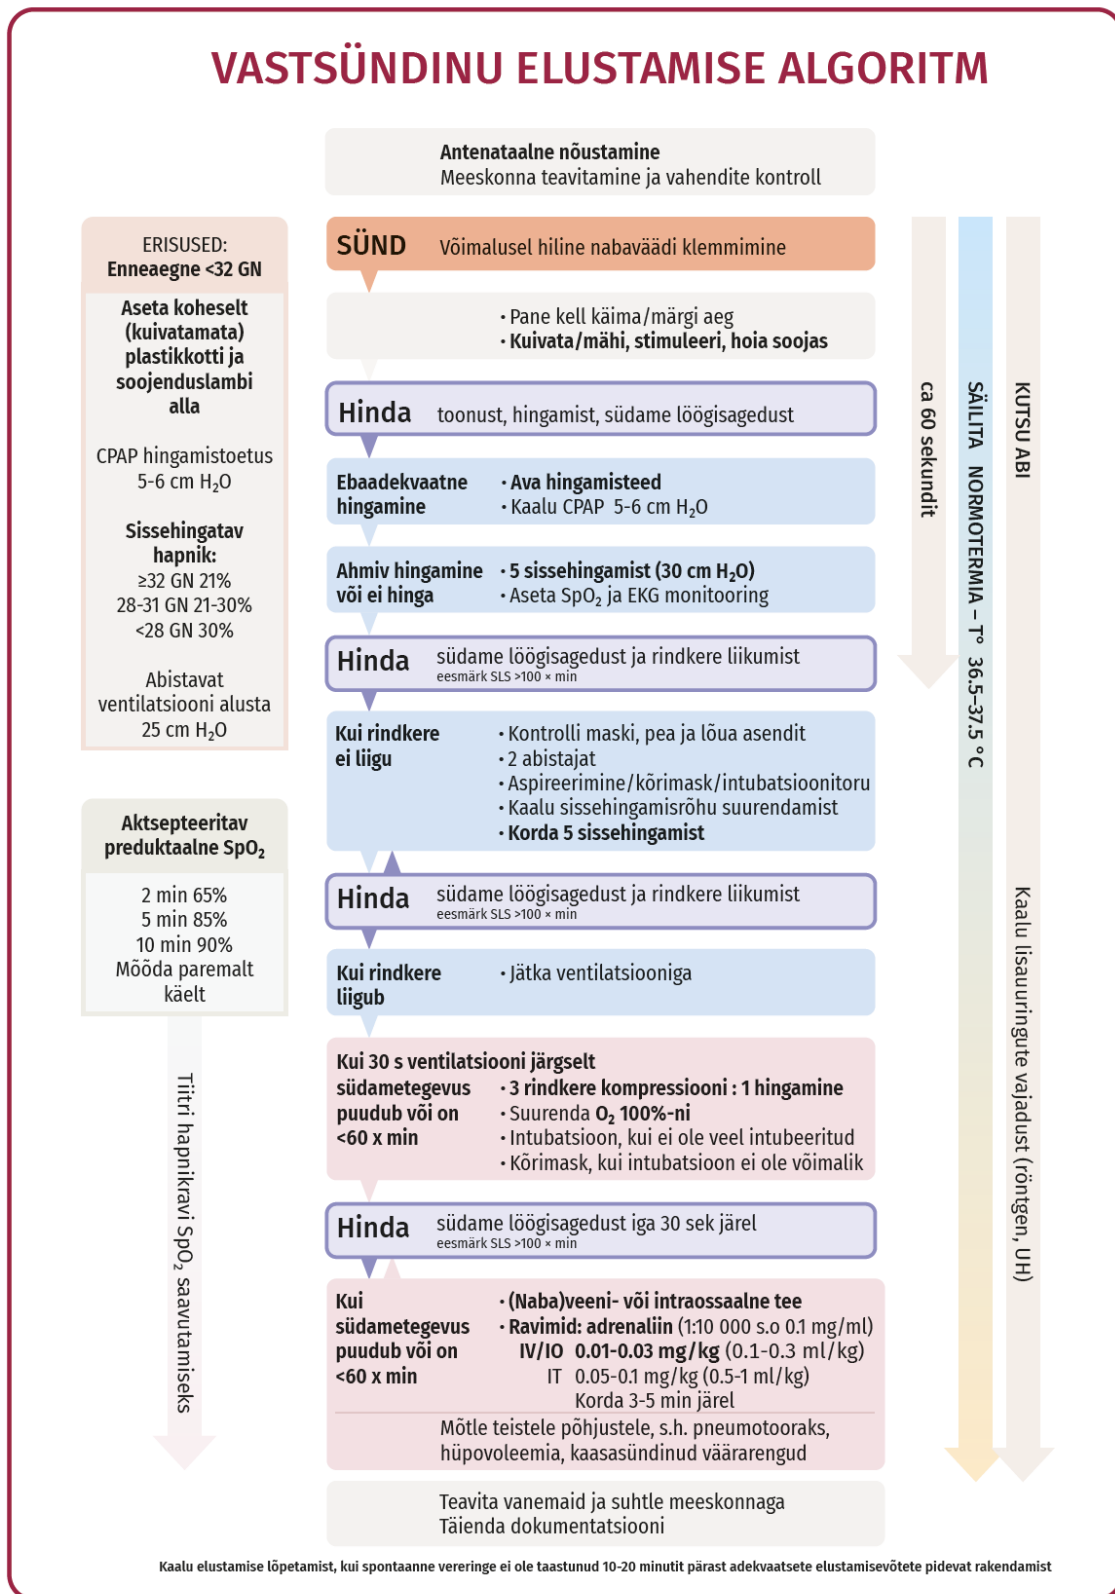 VASTSÜNDINU ELUSTAMISE ALGORITM
Antenataalne nõustamine
Meeskonna teavitamine ja vahendite kontroll
SÜND Võimalusel hiline nabaväädi klemmimine
• Pane kell käima/märgi aeg
• Kuivata/mähi, stimuleeri, hoia soojas
Hinda toonust, hingamist, südame löögisagedust
Ebaadekvaatne • Ava hingamisteed
hingamine • Kaalu CPAP 5-6 cm H₂O
Ahmiv hingamine • 5 sissehingamist (30 cm H₂O)
või ei hinga • Aseta SpO₂ ja EKG monitooring
Hinda südame löögisagedust ja rindkere liikumist
eesmärk SLS >100 × min
Kui rindkere • Kontrolli maski, pea ja lõua asendit
ei liigu • 2 abistajat
• Aspireerimine/kõrimask/intubatsioonitoru
• Kaalu sissehingamisrõhu suurendamist
• Korda 5 sissehingamist
Hinda südame löögisagedust ja rindkere liikumist
eesmärk SLS >100 × min
Kui rindkere • Jätka ventilatsiooniga
liigub
Kui 30 s ventilatsiooni järgselt
südametegevus • 3 rindkere kompressiooni : 1 hingamine
puudub või on • Suurenda O₂ 100%-ni
<60 x min • Intubatsioon, kui ei ole veel intubeeritud
• Kõrimask, kui intubatsioon ei ole võimalik
Hinda südame löögisagedust iga 30 sek järel
eesmärk SLS >100 × min
Kui • (Naba)veeni- või intraossaalne tee
südametegevus • Ravimid: adrenaliin (1:10 000 s.o 0.1 mg/ml)
puudub või on IV/IO 0.01-0.03 mg/kg (0.1-0.3 ml/kg)
<60 x min IT 0.05-0.1 mg/kg (0.5-1 ml/kg)
Korda 3-5 min järel
Mõtle teistele põhjustele, s.h. pneumotooraks,
hüpovoleemia, kaasasündinud väärarengud
Teavita vanemaid ja suhtle meeskonnaga
Täienda dokumentatsiooni
ERISUSED:
Enneaegne <32 GN
Aseta koheselt
(kuivatamata)
plastikkotti ja
soojenduslambi
alla
CPAP hingamistoetus
5-6 cm H₂O
Sissehingatav
hapnik:
≥32 GN 21%
28-31 GN 21-30%
<28 GN 30%
Abistavat
ventilatsiooni alusta
25 cm H₂O
Aktsepteeritav
preduktaalne SpO₂
2 min 65%
5 min 85%
10 min 90%
Mõõda paremalt
käelt
Tiitri hapnikravi SpO₂ saavutamiseks
ca 60 sekundit
SÄILITA NORMOTERMIA – T° 36.5–37.5 °C
KUTSU ABI
Kaalu lisauuringute vajadust (röntgen, UH)
Kaalu elustamise lõpetamist, kui spontaanne vereringe ei ole taastunud 10-20 minutit pärast adekvaatsete elustamisevõtete pidevat rakendamist